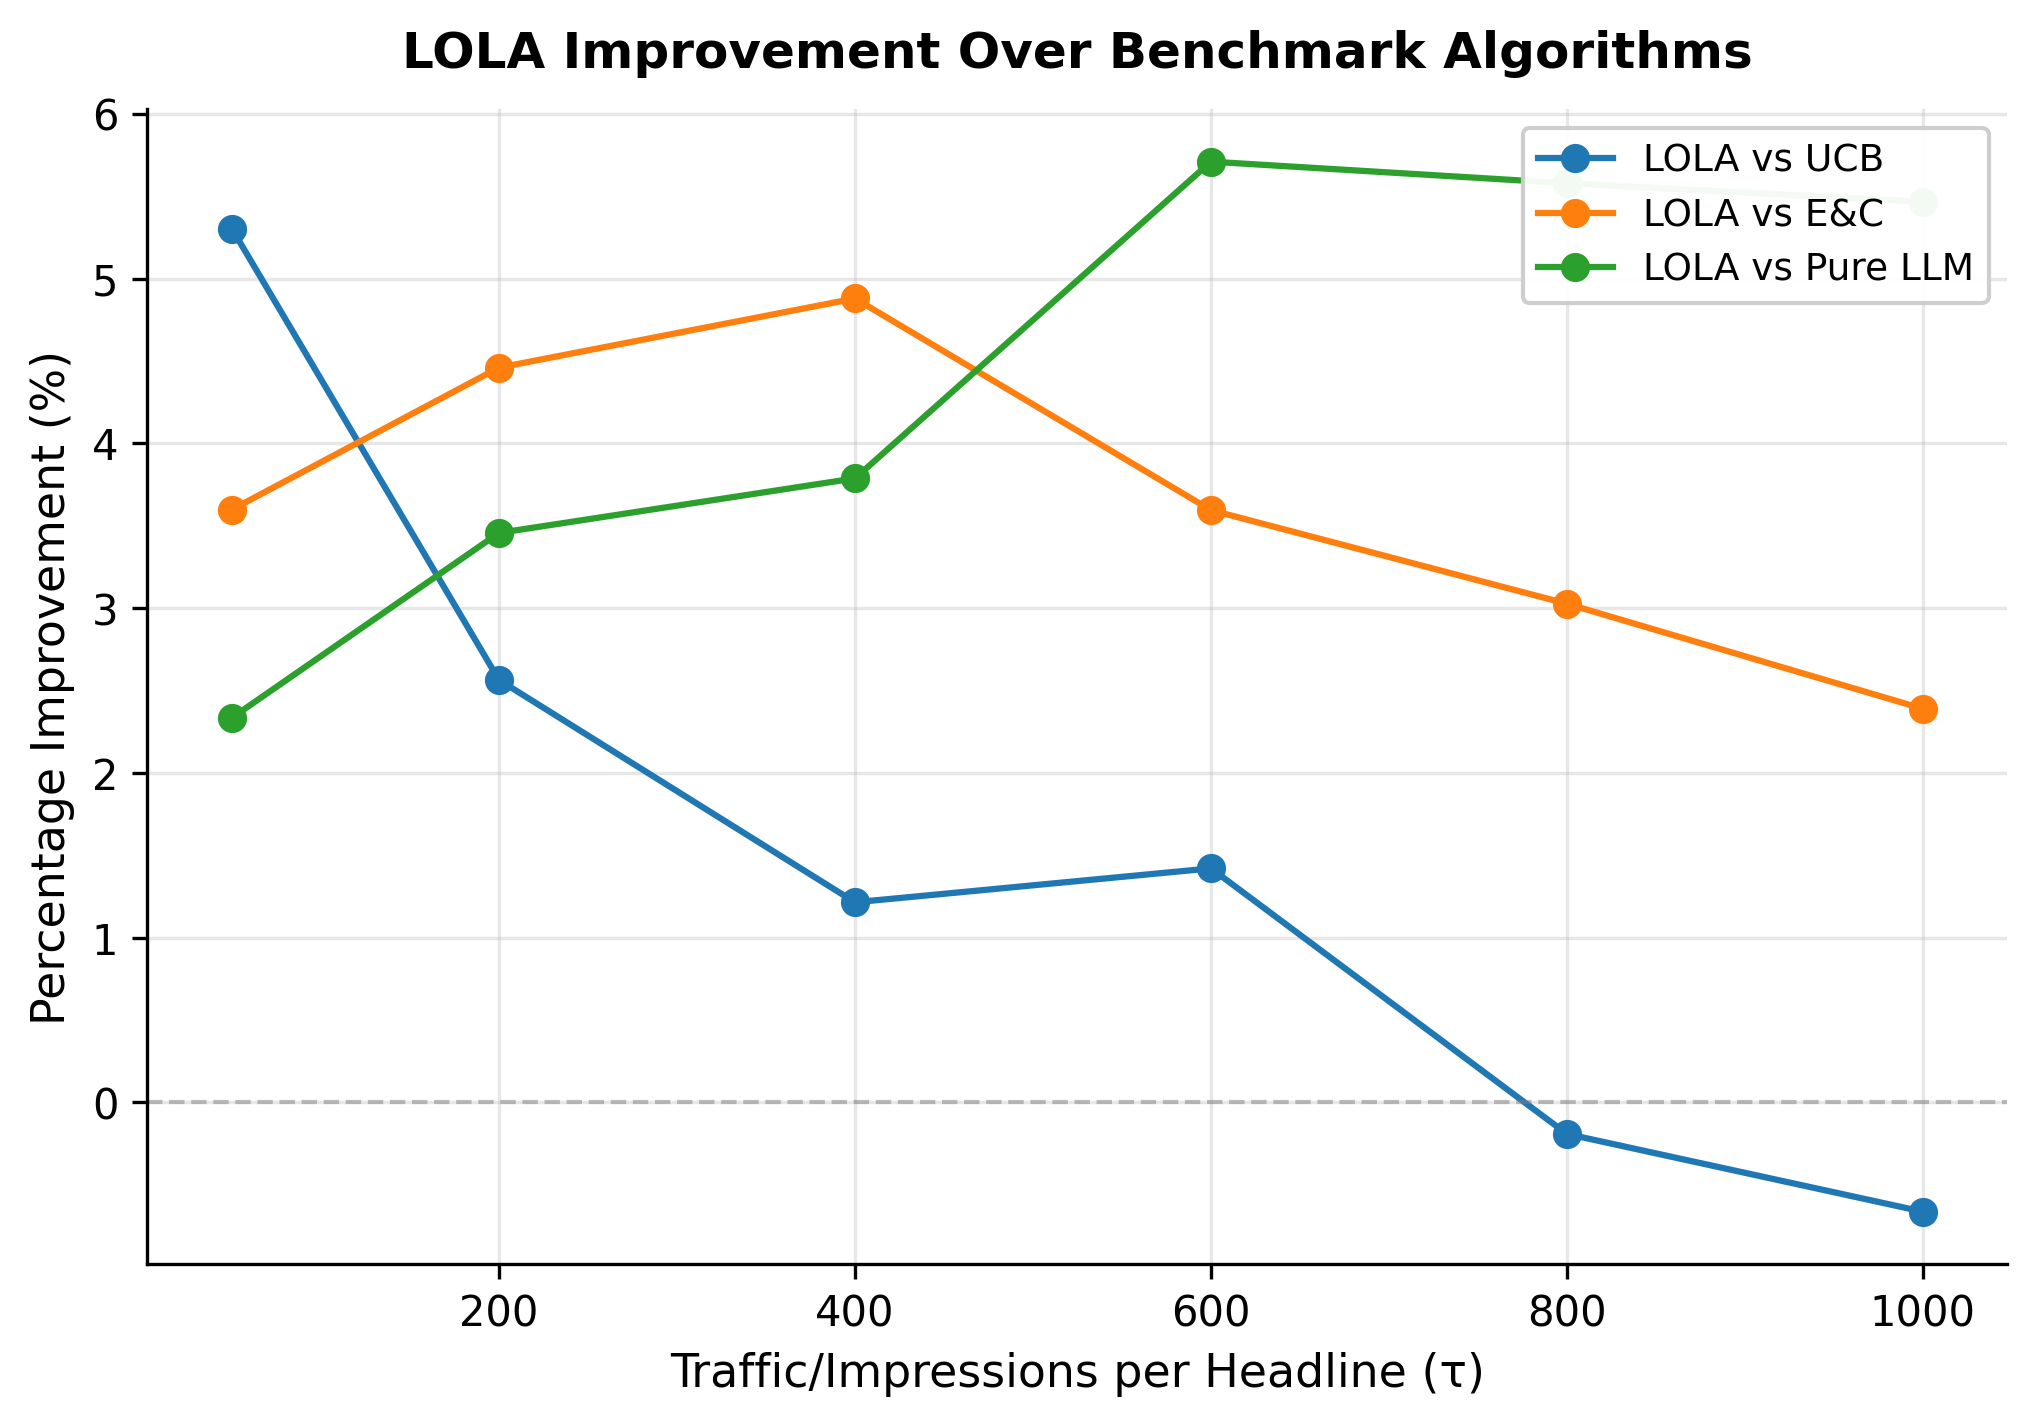 LOLA Improvement Over Benchmark Algorithms
6
5
4
3
2
1
0
Percentage Improvement (%)
LOLA vs UCB
LOLA vs E&C
LOLA vs Pure LLM
200 400 600 800 1000
Traffic/Impressions per Headline (τ)